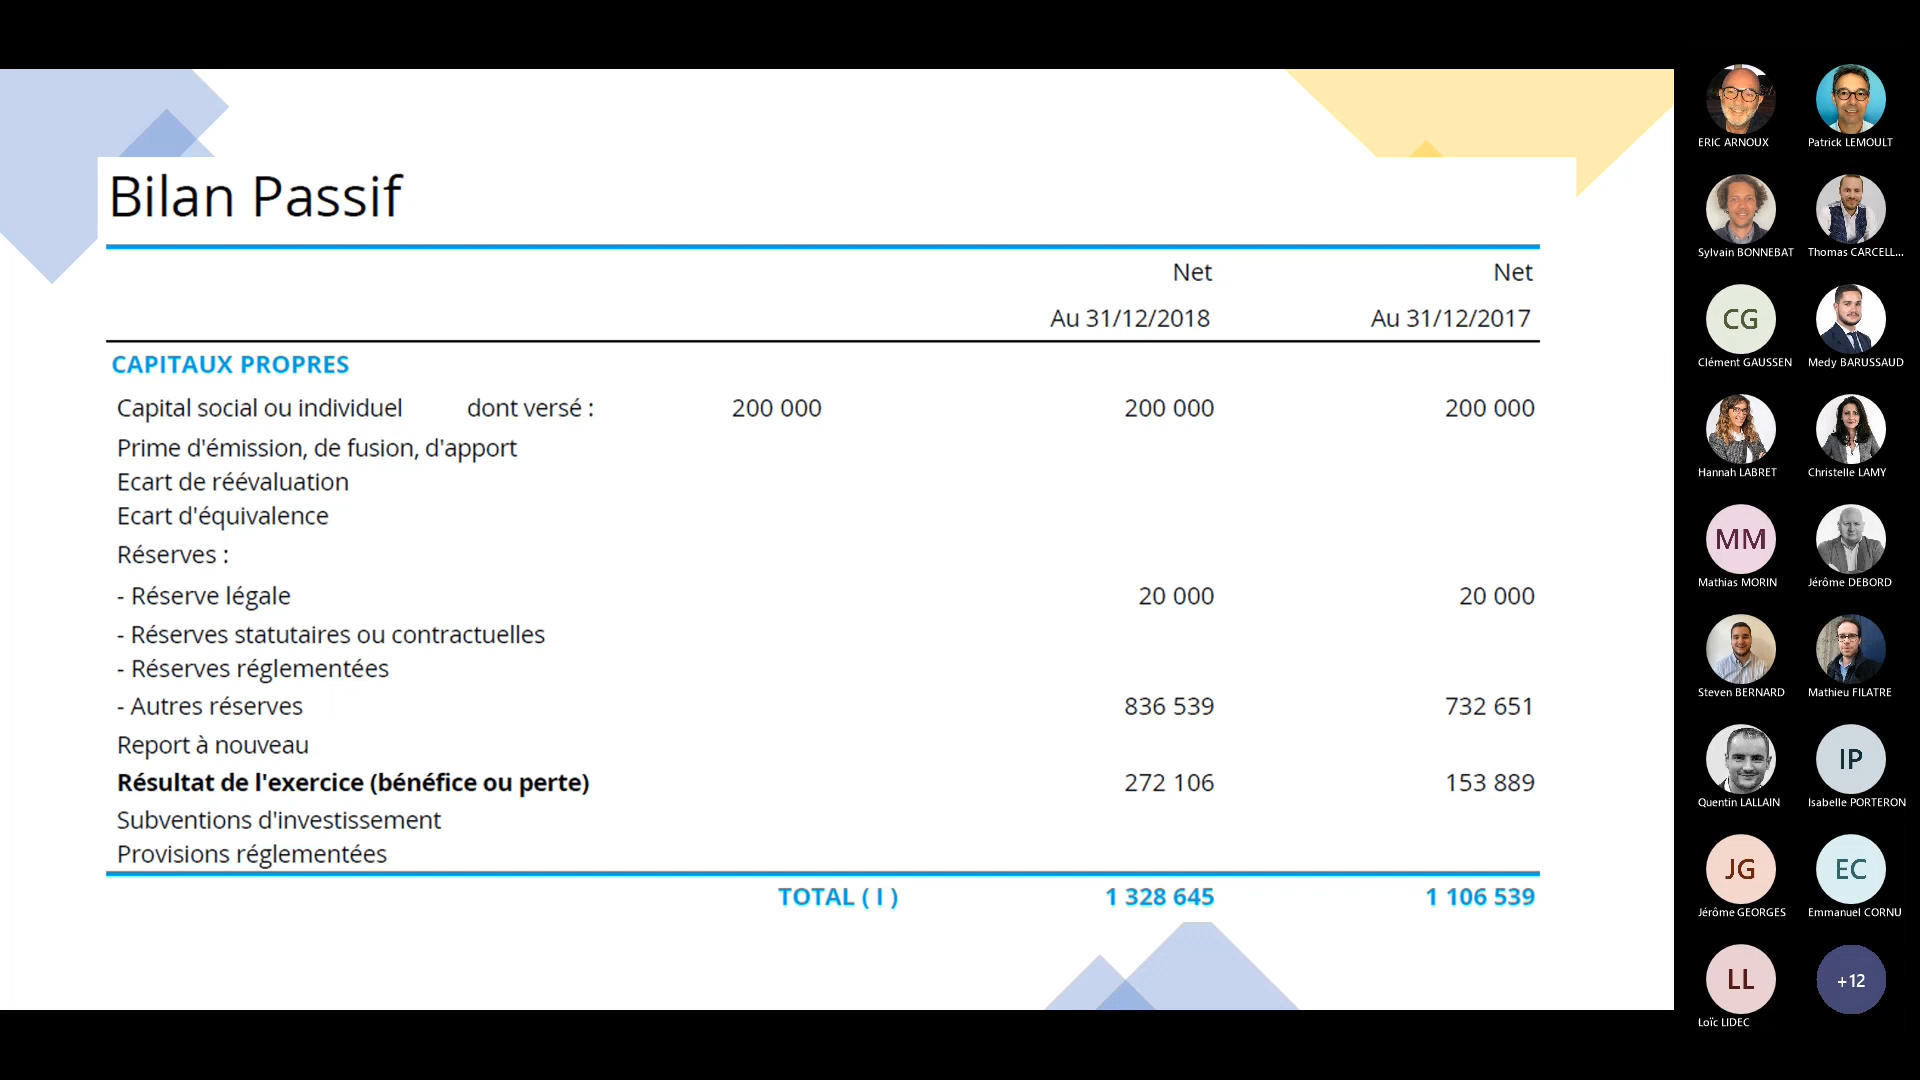 Bilan Passif
Net Net
Au 31/12/2018 Au 31/12/2017
CAPITAUX PROPRES
Capital social ou individuel dont versé : 200 000 200 000 200 000
Prime d'émission, de fusion, d'apport
Ecart de réévaluation
Ecart d'équivalence
Réserves :
- Réserve légale 20 000 20 000
- Réserves statutaires ou contractuelles
- Réserves réglementées
- Autres réserves 836 539 732 651
Report à nouveau
Résultat de l'exercice (bénéfice ou perte) 272 106 153 889
Subventions d'investissement
Provisions réglementées
TOTAL ( I ) 1 328 645 1 106 539
ERIC ARNOUX Patrick LEMOULT
Sylvain BONNEBAT Thomas CARCELL...
CG
Clément GAUSSEN Medy BARUSSAUD
Hannah LABRET Christelle LAMY
MM
Mathias MORIN Jérôme DEBORD
Steven BERNARD Mathieu FILATRE
IP
Quentin LALLAIN Isabelle PORTERON
JG EC
Jérôme GEORGES Emmanuel CORNU
LL +12
Loïc LIDEC